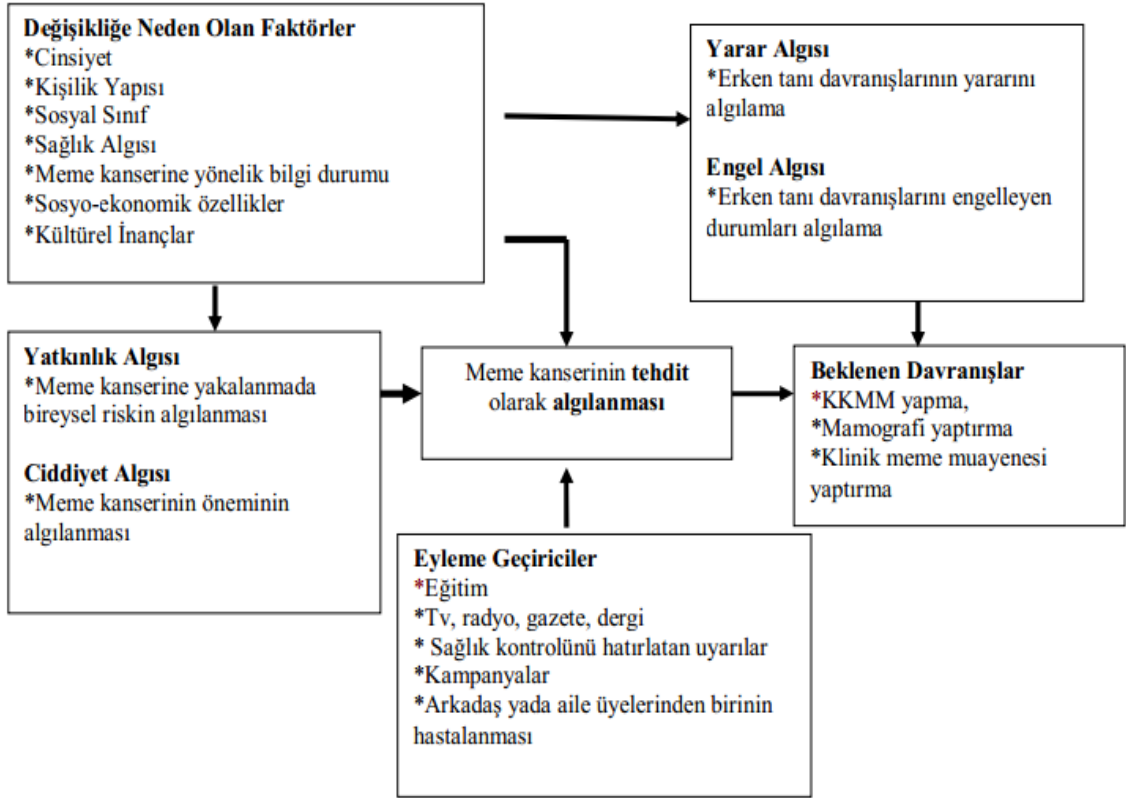 Değişikliğe Neden Olan Faktörler
*Cinsiyet
*Kişilik Yapısı
*Sosyal Sınıf
*Sağlık Algısı
*Meme kanserine yönelik bilgi durumu
*Sosyo-ekonomik özellikler
*Kültürel İnançlar
Yarar Algısı
*Erken tanı davranışlarının yararını
algılama
Engel Algısı
*Erken tanı davranışlarını engelleyen
durumları algılama
Yatkınlık Algısı
*Meme kanserine yakalanmada
bireysel riskin algılanması
Ciddiyet Algısı
*Meme kanserinin öneminin
algılanması
Meme kanserinin tehdit
olarak algılanması
Beklenen Davranışlar
*KKMM yapma,
*Mamografi yaptırma
*Klinik meme muayenesi
yaptırma
Eyleme Geçiriciler
*Eğitim
*Tv, radyo, gazete, dergi
* Sağlık kontrolünü hatırlatan uyarılar
*Kampanyalar
*Arkadaş yada aile üyelerinden birinin
hastalanması